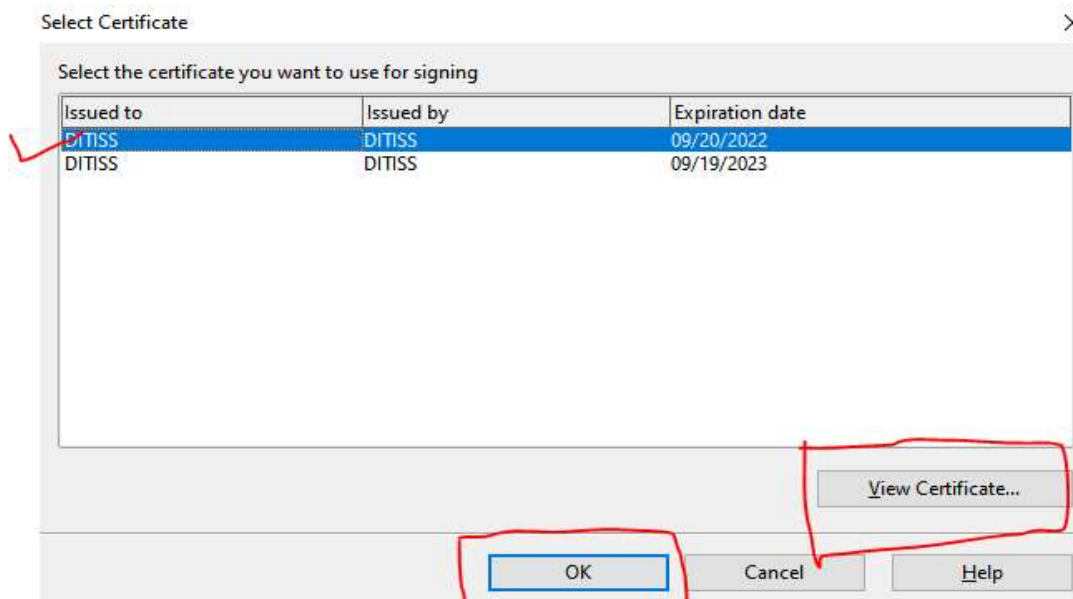 Select Certificate
Select the certificate you want to use for signing
Issued to Issued by Expiration date
DITISS DITISS 09/20/2022
DITISS DITISS 09/19/2023
View Certificate...
OK Cancel Help